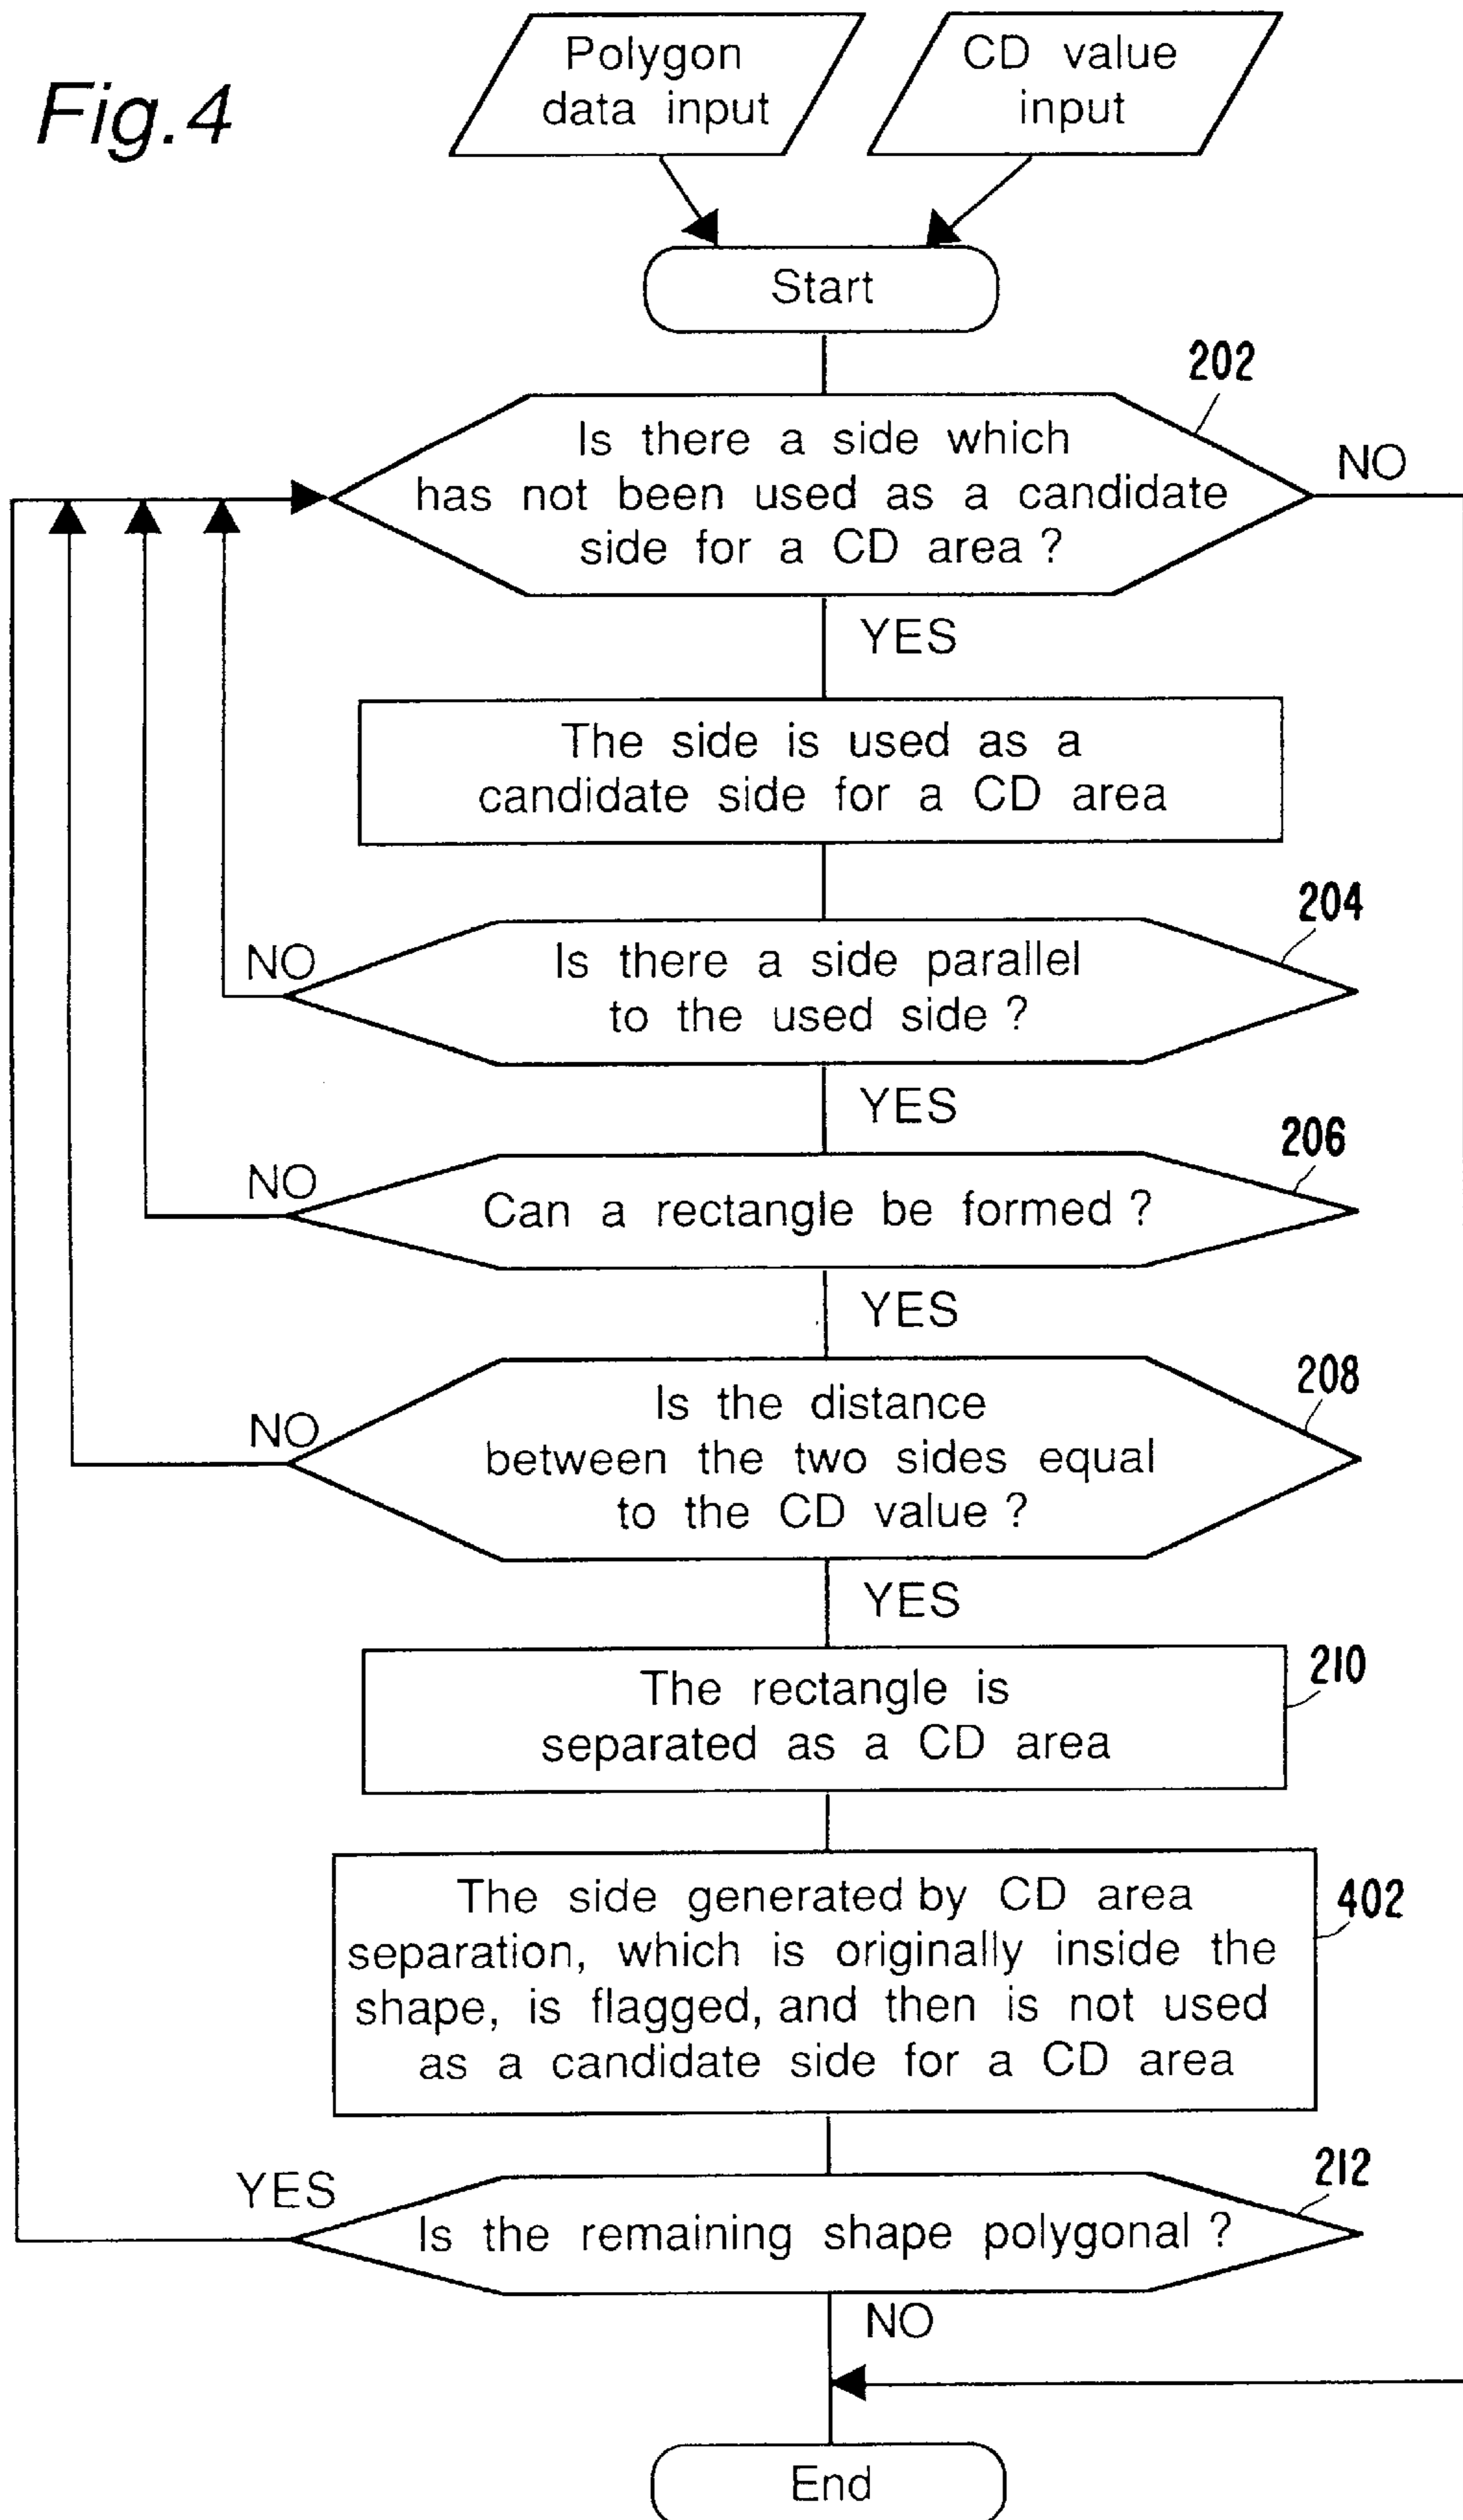 Fig.4
Polygon
data input
CD value
input
Start
202
Is there a side which
has not been used as a candidate
side for a CD area ?
NO
YES
The side is used as a
candidate side for a CD area
204
Is there a side parallel
to the used side ?
NO
YES
206
Can a rectangle be formed ?
NO
YES
208
Is the distance
between the two sides equal
to the CD value ?
NO
YES
210
The rectangle is
separated as a CD area
402
The side generated by CD area
separation, which is originally inside the
shape, is flagged, and then is not used
as a candidate side for a CD area
212
YES
Is the remaining shape polygonal ?
NO
End